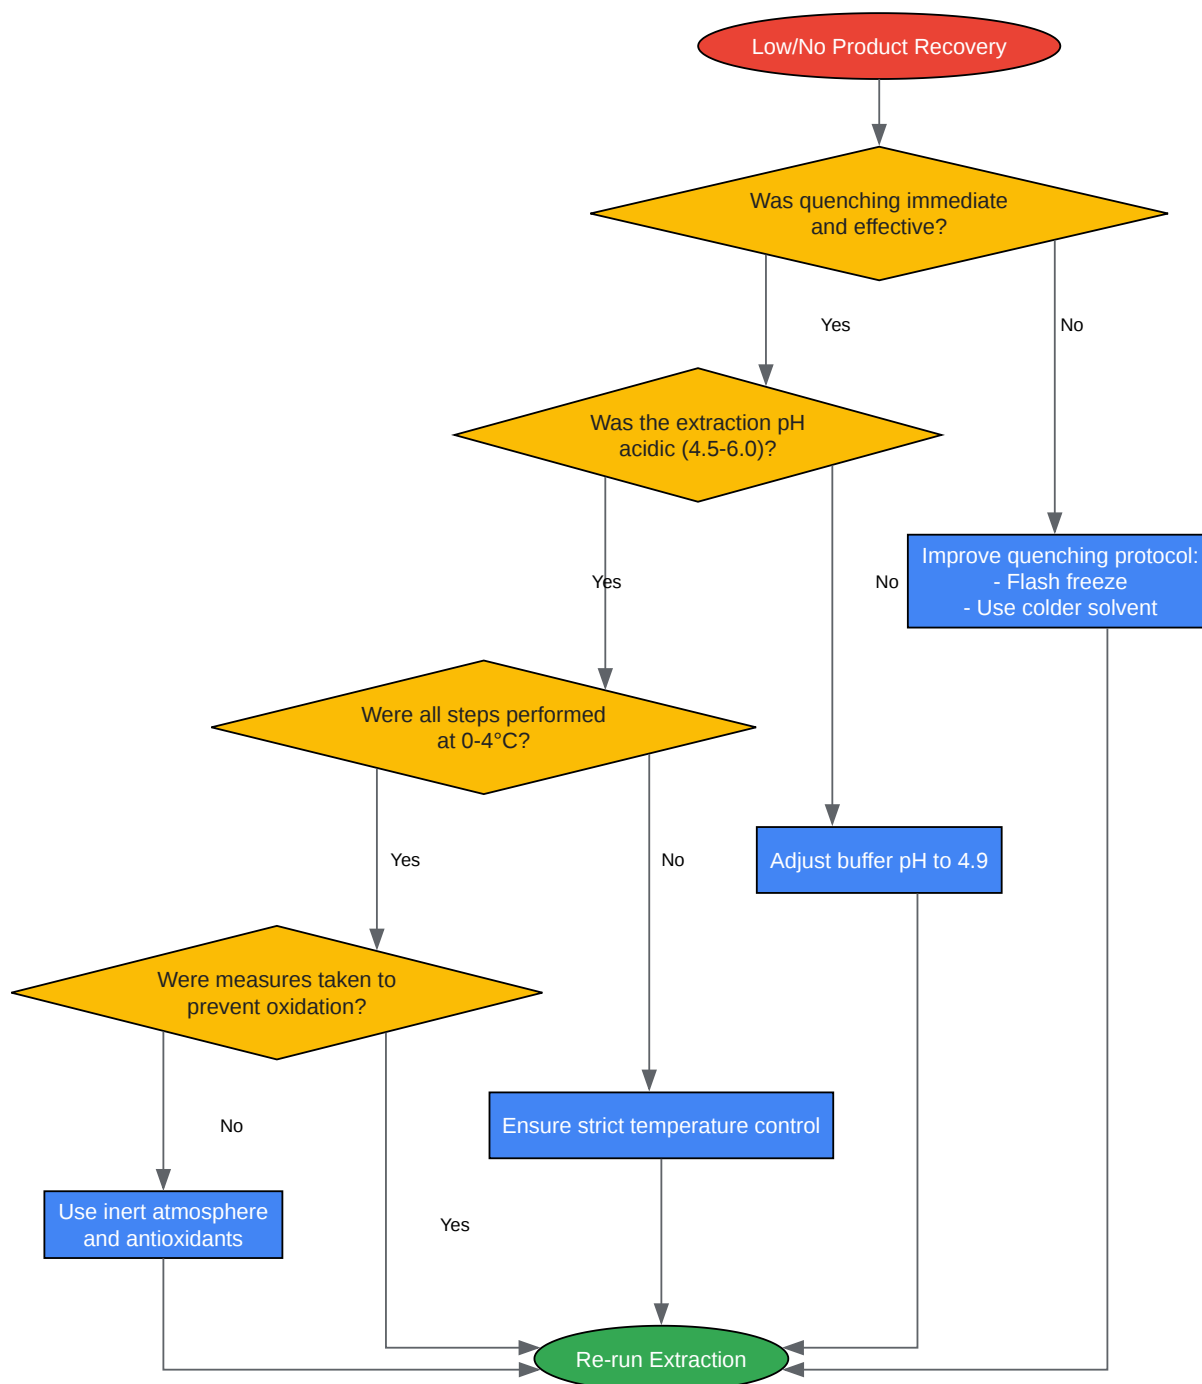 Low/No Product Recovery
Was quenching immediate
and effective?
Yes
No
Was the extraction pH
acidic (4.5-6.0)?
Improve quenching protocol:
- Flash freeze
- Use colder solvent
Yes
No
Were all steps performed
at 0-4°C?
Yes
No
Adjust buffer pH to 4.9
Were measures taken to
prevent oxidation?
No
Ensure strict temperature control
Use inert atmosphere
and antioxidants
Yes
Re-run Extraction